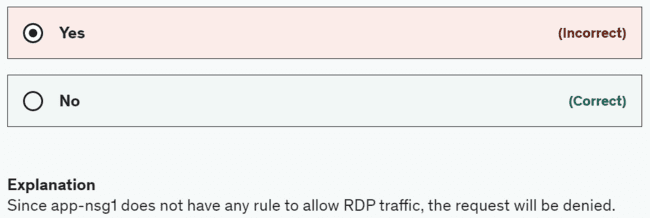 Yes (Incorrect)
No (Correct)
Explanation
Since app-nsg1 does not have any rule to allow RDP traffic, the request will be denied.